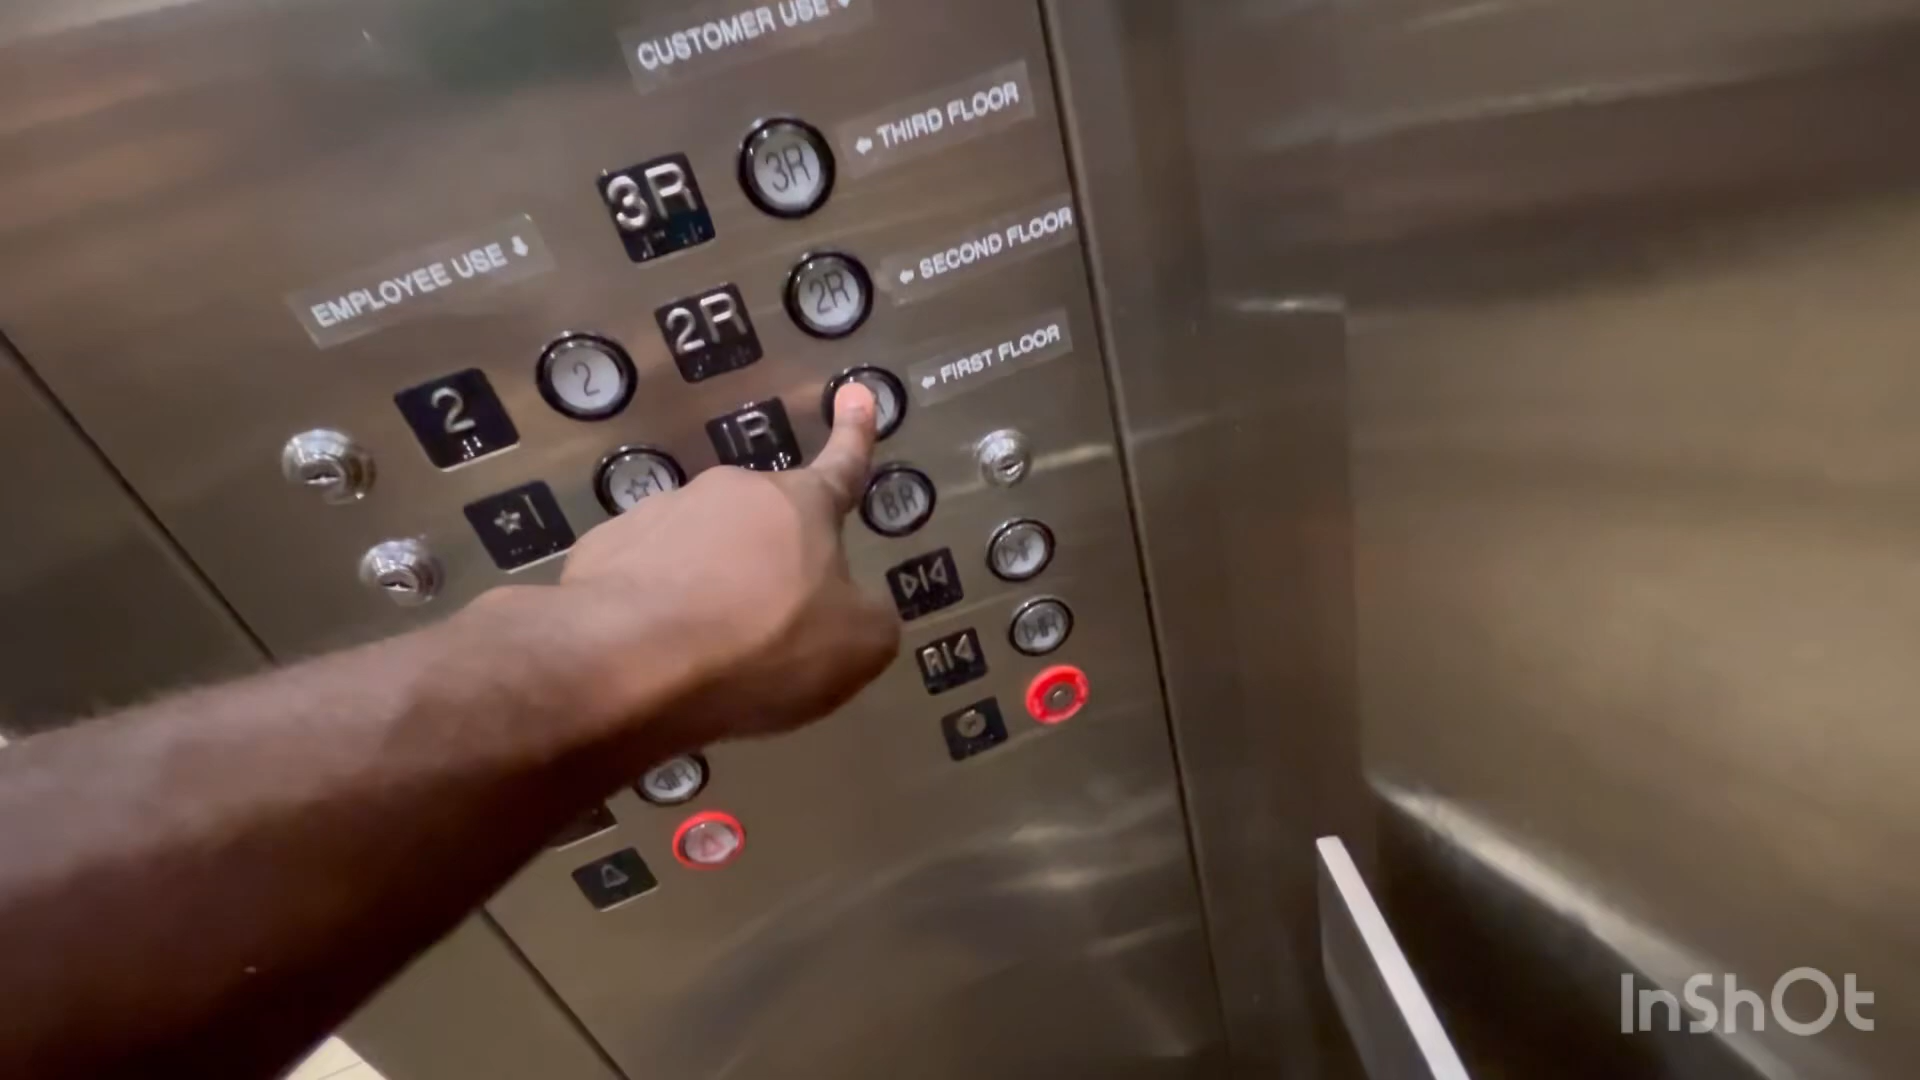 CUSTOMER USE
3R 3R ← THIRD FLOOR
EMPLOYEE USE
2R 2R ← SECOND FLOOR
2 2
1R ← FIRST FLOOR
★1 ☆1
BR
InShOt